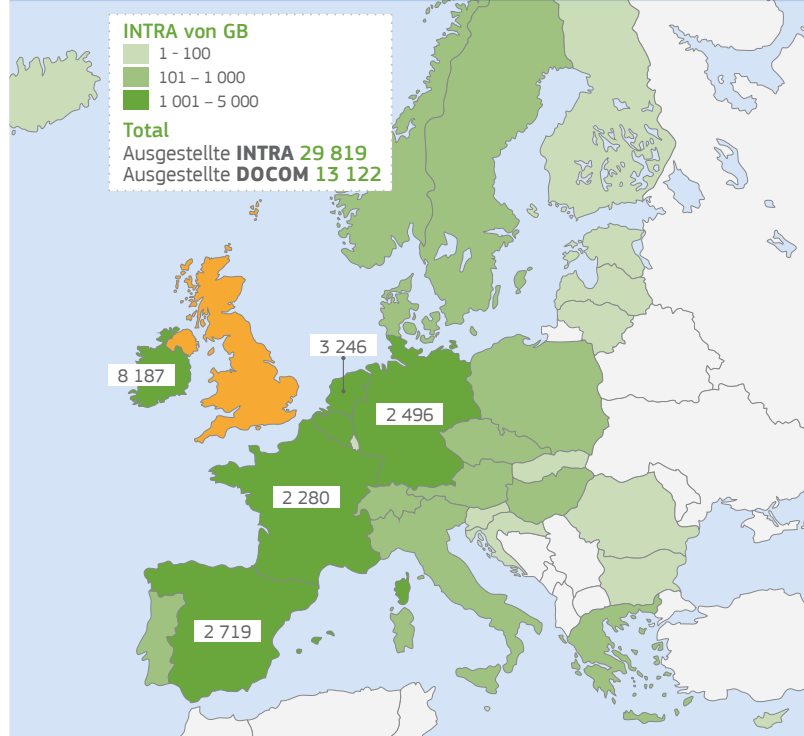 INTRA von GB
1 - 100
101 – 1 000
1 001 – 5 000
Total
Ausgestellte INTRA 29 819
Ausgestellte DOCOM 13 122
3 246
8 187
2 496
2 280
2 719